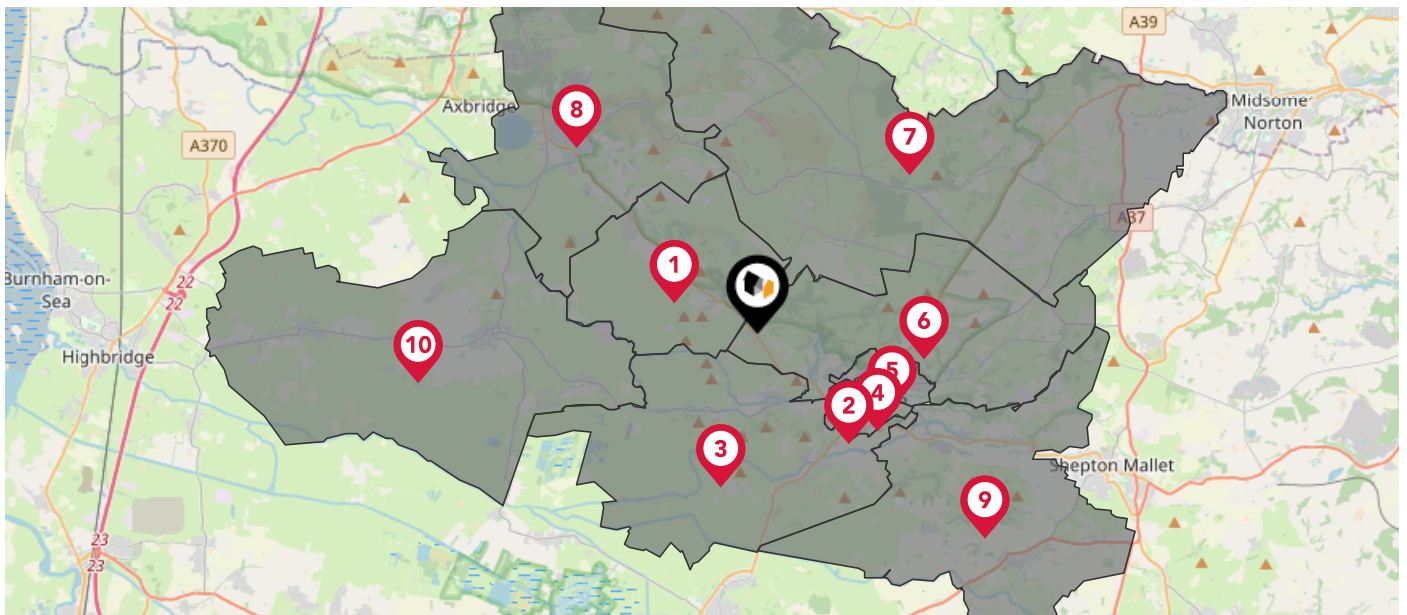 A39
Axbridge
8
Midsomer
Norton
7
A370
A37
1
Burnham-on-
Sea
22
22
6
10
Highbridge
5
4
2
3
Shepton Mallet
9
23
23